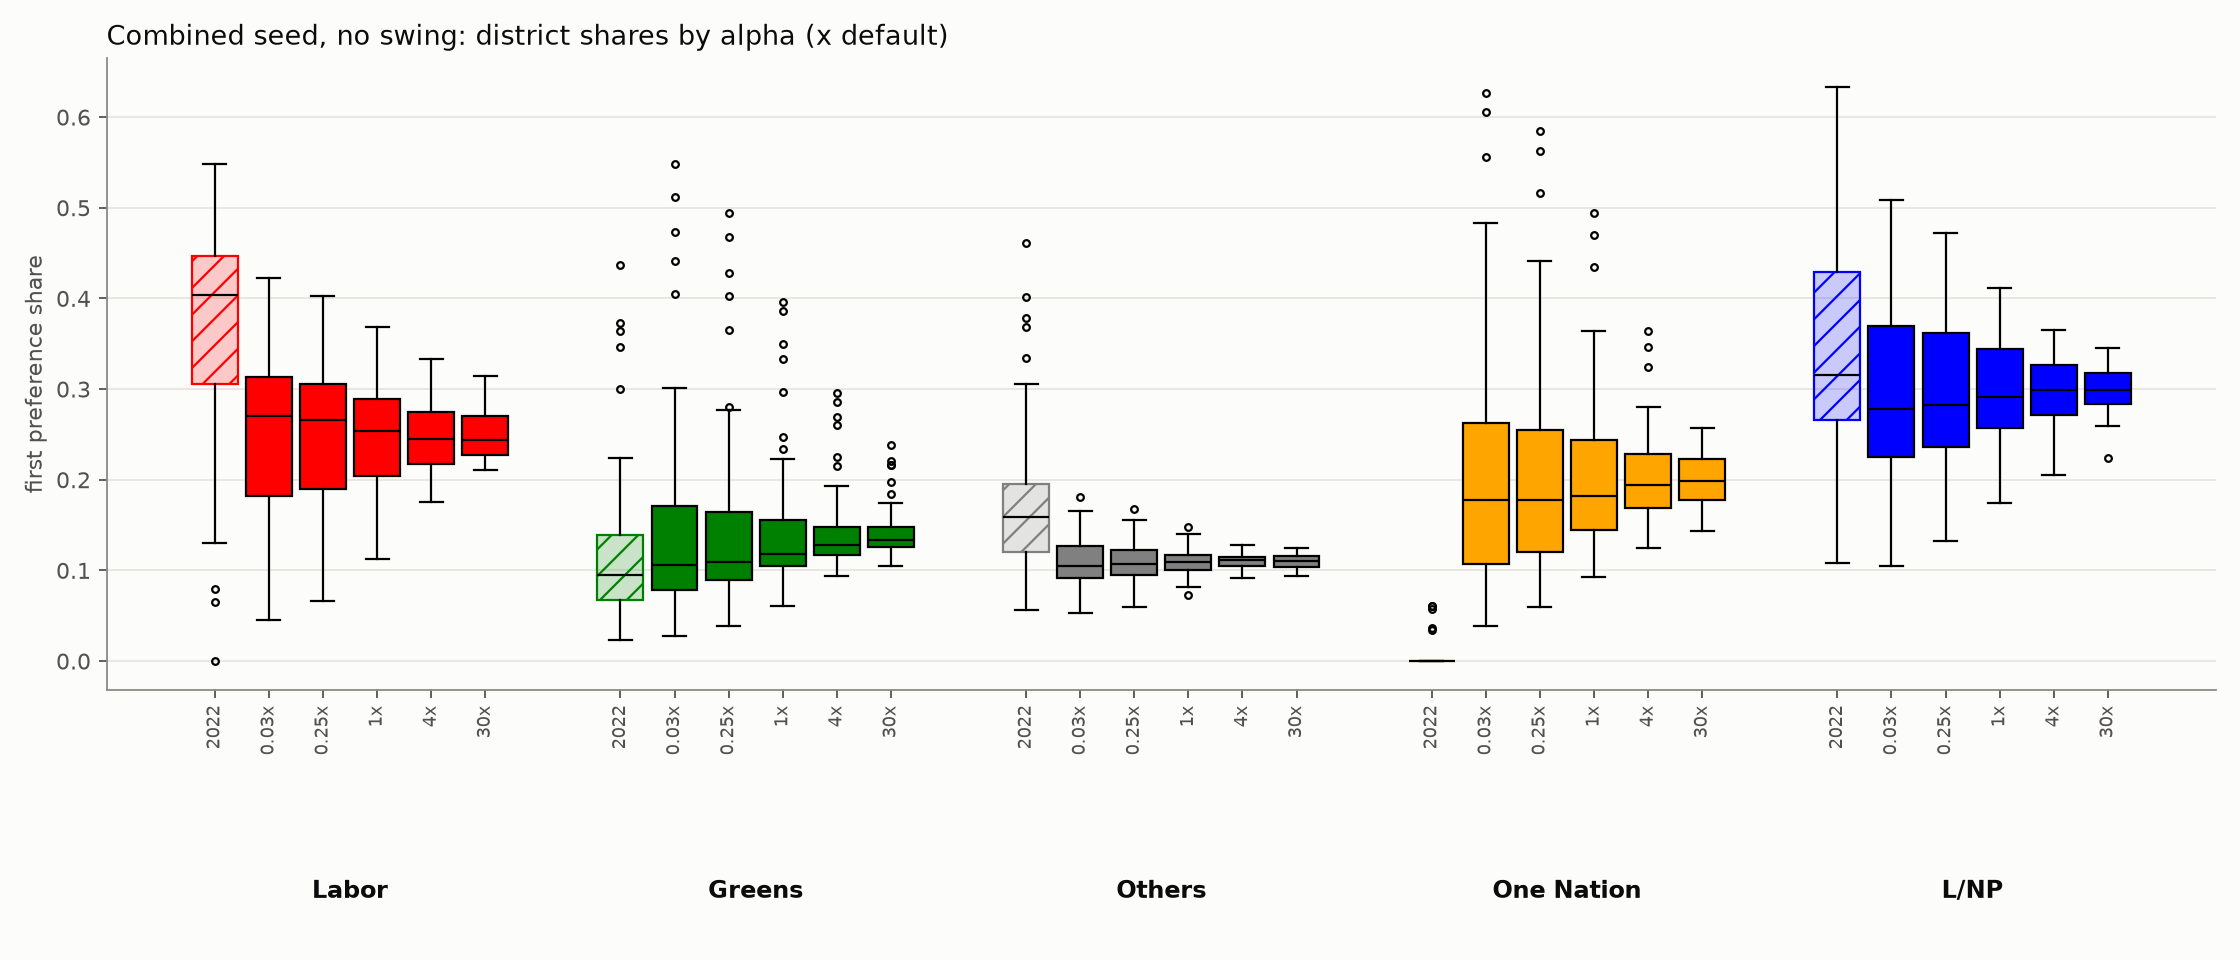 Combined seed, no swing: district shares by alpha (x default)
first preference share
0.6
0.5
0.4
0.3
0.2
0.1
0.0
2022 0.03x 0.25x 1x 4x 30x 2022 0.03x 0.25x 1x 4x 30x 2022 0.03x 0.25x 1x 4x 30x 2022 0.03x 0.25x 1x 4x 30x 2022 0.03x 0.25x 1x 4x 30x
Labor Greens Others One Nation L/NP